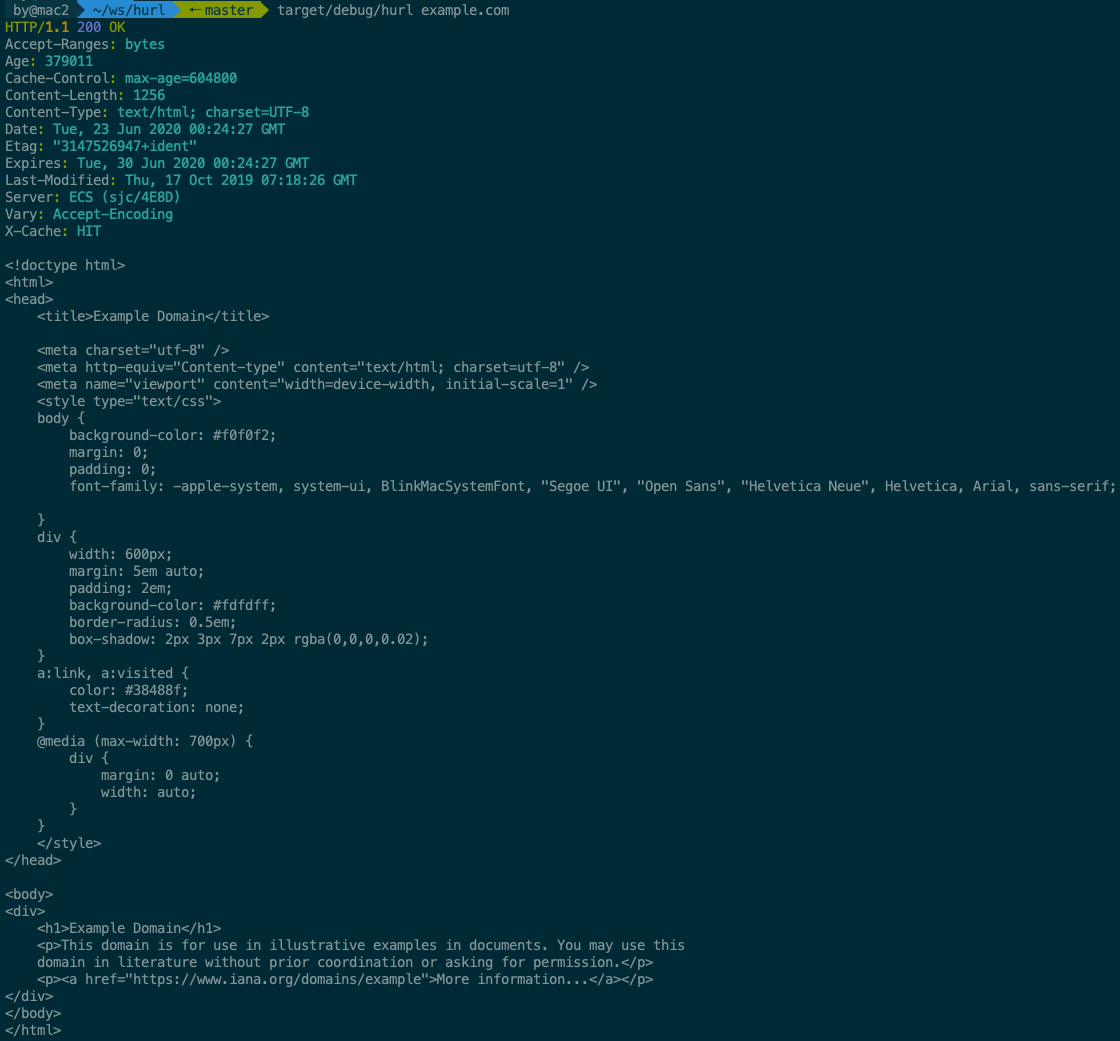 by@mac2 ~/ws/hurl ←master target/debug/hurl example.com
HTTP/1.1 200 OK
Accept-Ranges: bytes
Age: 379011
Cache-Control: max-age=604800
Content-Length: 1256
Content-Type: text/html; charset=UTF-8
Date: Tue, 23 Jun 2020 00:24:27 GMT
Etag: "3147526947+ident"
Expires: Tue, 30 Jun 2020 00:24:27 GMT
Last-Modified: Thu, 17 Oct 2019 07:18:26 GMT
Server: ECS (sjc/4E8D)
Vary: Accept-Encoding
X-Cache: HIT

<!doctype html>
<html>
<head>
    <title>Example Domain</title>

    <meta charset="utf-8" />
    <meta http-equiv="Content-type" content="text/html; charset=utf-8" />
    <meta name="viewport" content="width=device-width, initial-scale=1" />
    <style type="text/css">
    body {
        background-color: #f0f0f2;
        margin: 0;
        padding: 0;
        font-family: -apple-system, system-ui, BlinkMacSystemFont, "Segoe UI", "Open Sans", "Helvetica Neue", Helvetica, Arial, sans-serif;

    }
    div {
        width: 600px;
        margin: 5em auto;
        padding: 2em;
        background-color: #fdfdff;
        border-radius: 0.5em;
        box-shadow: 2px 3px 7px 2px rgba(0,0,0,0.02);
    }
    a:link, a:visited {
        color: #38488f;
        text-decoration: none;
    }
    @media (max-width: 700px) {
        div {
            margin: 0 auto;
            width: auto;
        }
    }
    </style>
</head>

<body>
<div>
    <h1>Example Domain</h1>
    <p>This domain is for use in illustrative examples in documents. You may use this
    domain in literature without prior coordination or asking for permission.</p>
    <p><a href="https://www.iana.org/domains/example">More information...</a></p>
</div>
</body>
</html>